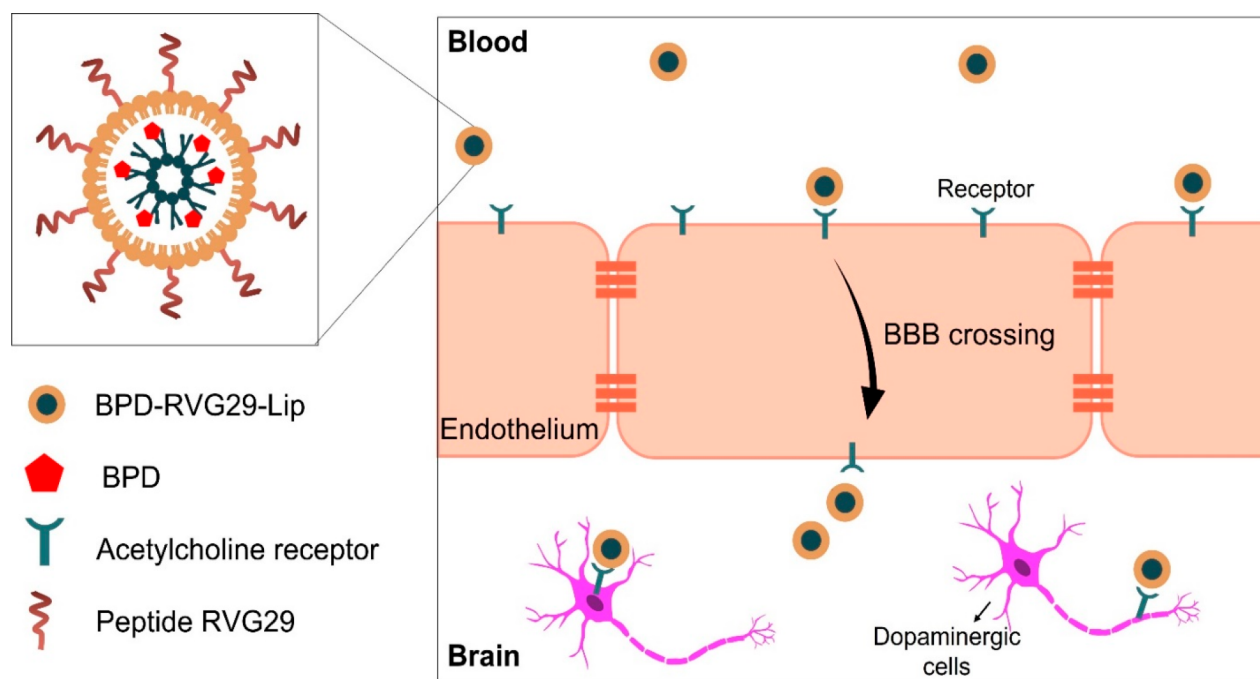 Blood
Receptor
BBB crossing
Endothelium
Dopaminergic
cells
Brain
BPD-RVG29-Lip
BPD
Acetylcholine receptor
Peptide RVG29